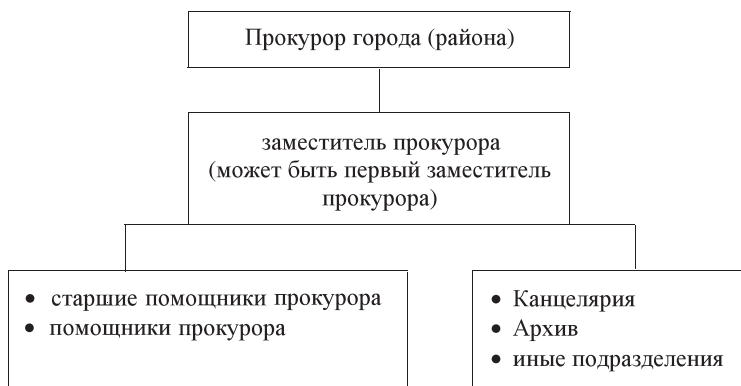 Прокурор города (района)
заместитель прокурора
(может быть первый заместитель
прокурора)
• старшие помощники прокурора
• помощники прокурора
• Канцелярия
• Архив
• иные подразделения